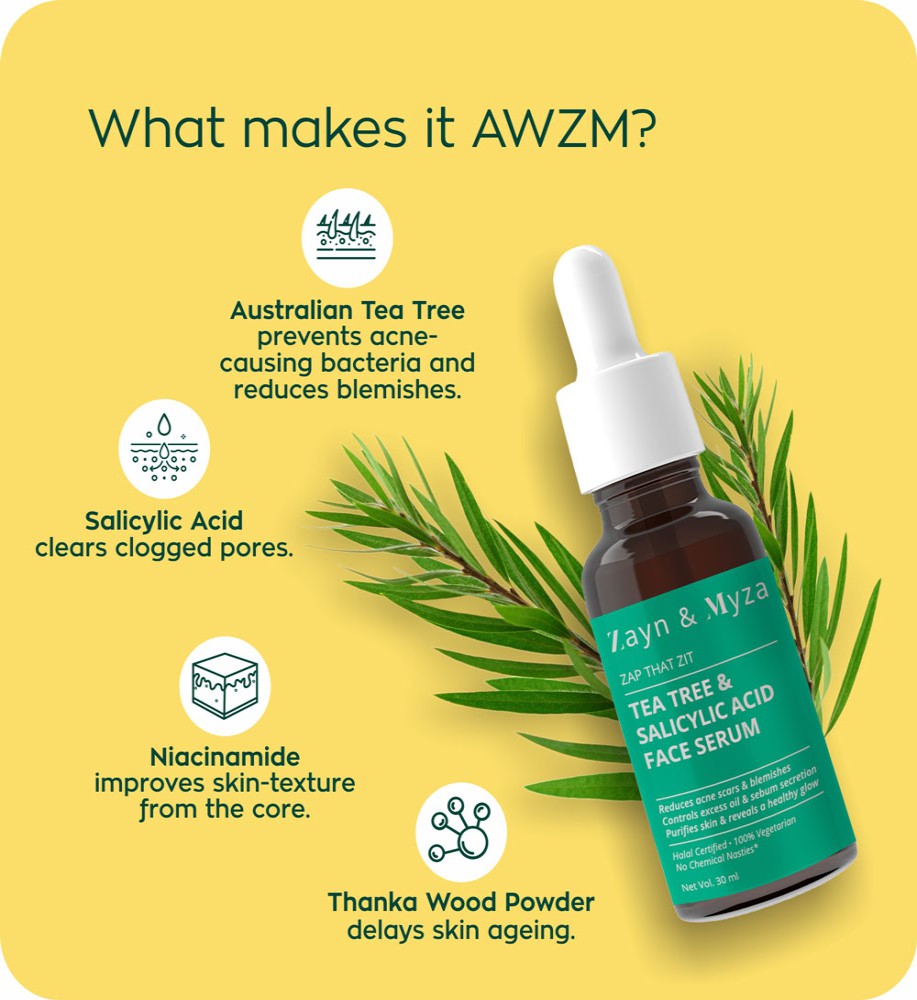 What makes it AWZM?
Australian Tea Tree
prevents acne-
causing bacteria and
reduces blemishes.
Salicylic Acid
clears clogged pores.
Niacinamide
improves skin-texture
from the core.
Thanka Wood Powder
delays skin ageing.
Zayn & Myza
ZAP THAT ZIT
TEA TREE &
SALICYLIC ACID
FACE SERUM
Reduces acne scars & blemishes
Controls excess oil & sebum secretion
Purifies skin & reveals a healthy glow
Halal Certified • 100% Vegetarian
No Chemical Nasties*
Net Vol. 30 ml